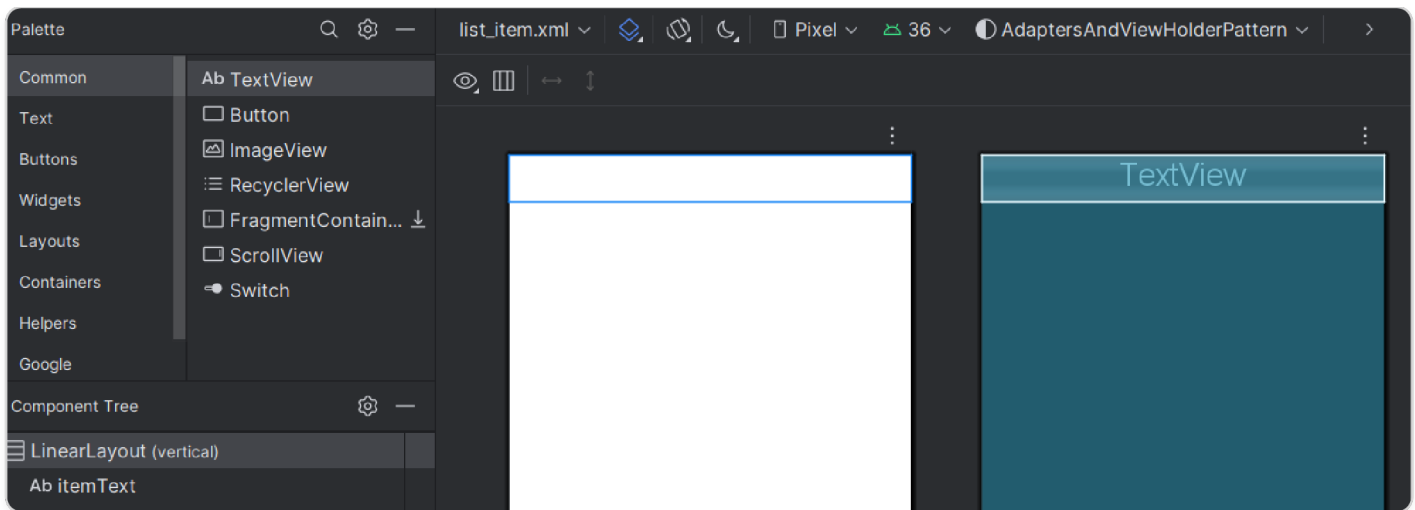 Palette
list_item.xml
Pixel
36
AdaptersAndViewHolderPattern
Common
Text
Buttons
Widgets
Layouts
Containers
Helpers
Google
Ab TextView
Button
ImageView
RecyclerView
FragmentContain...
ScrollView
Switch
Component Tree
LinearLayout (vertical)
Ab itemText
TextView